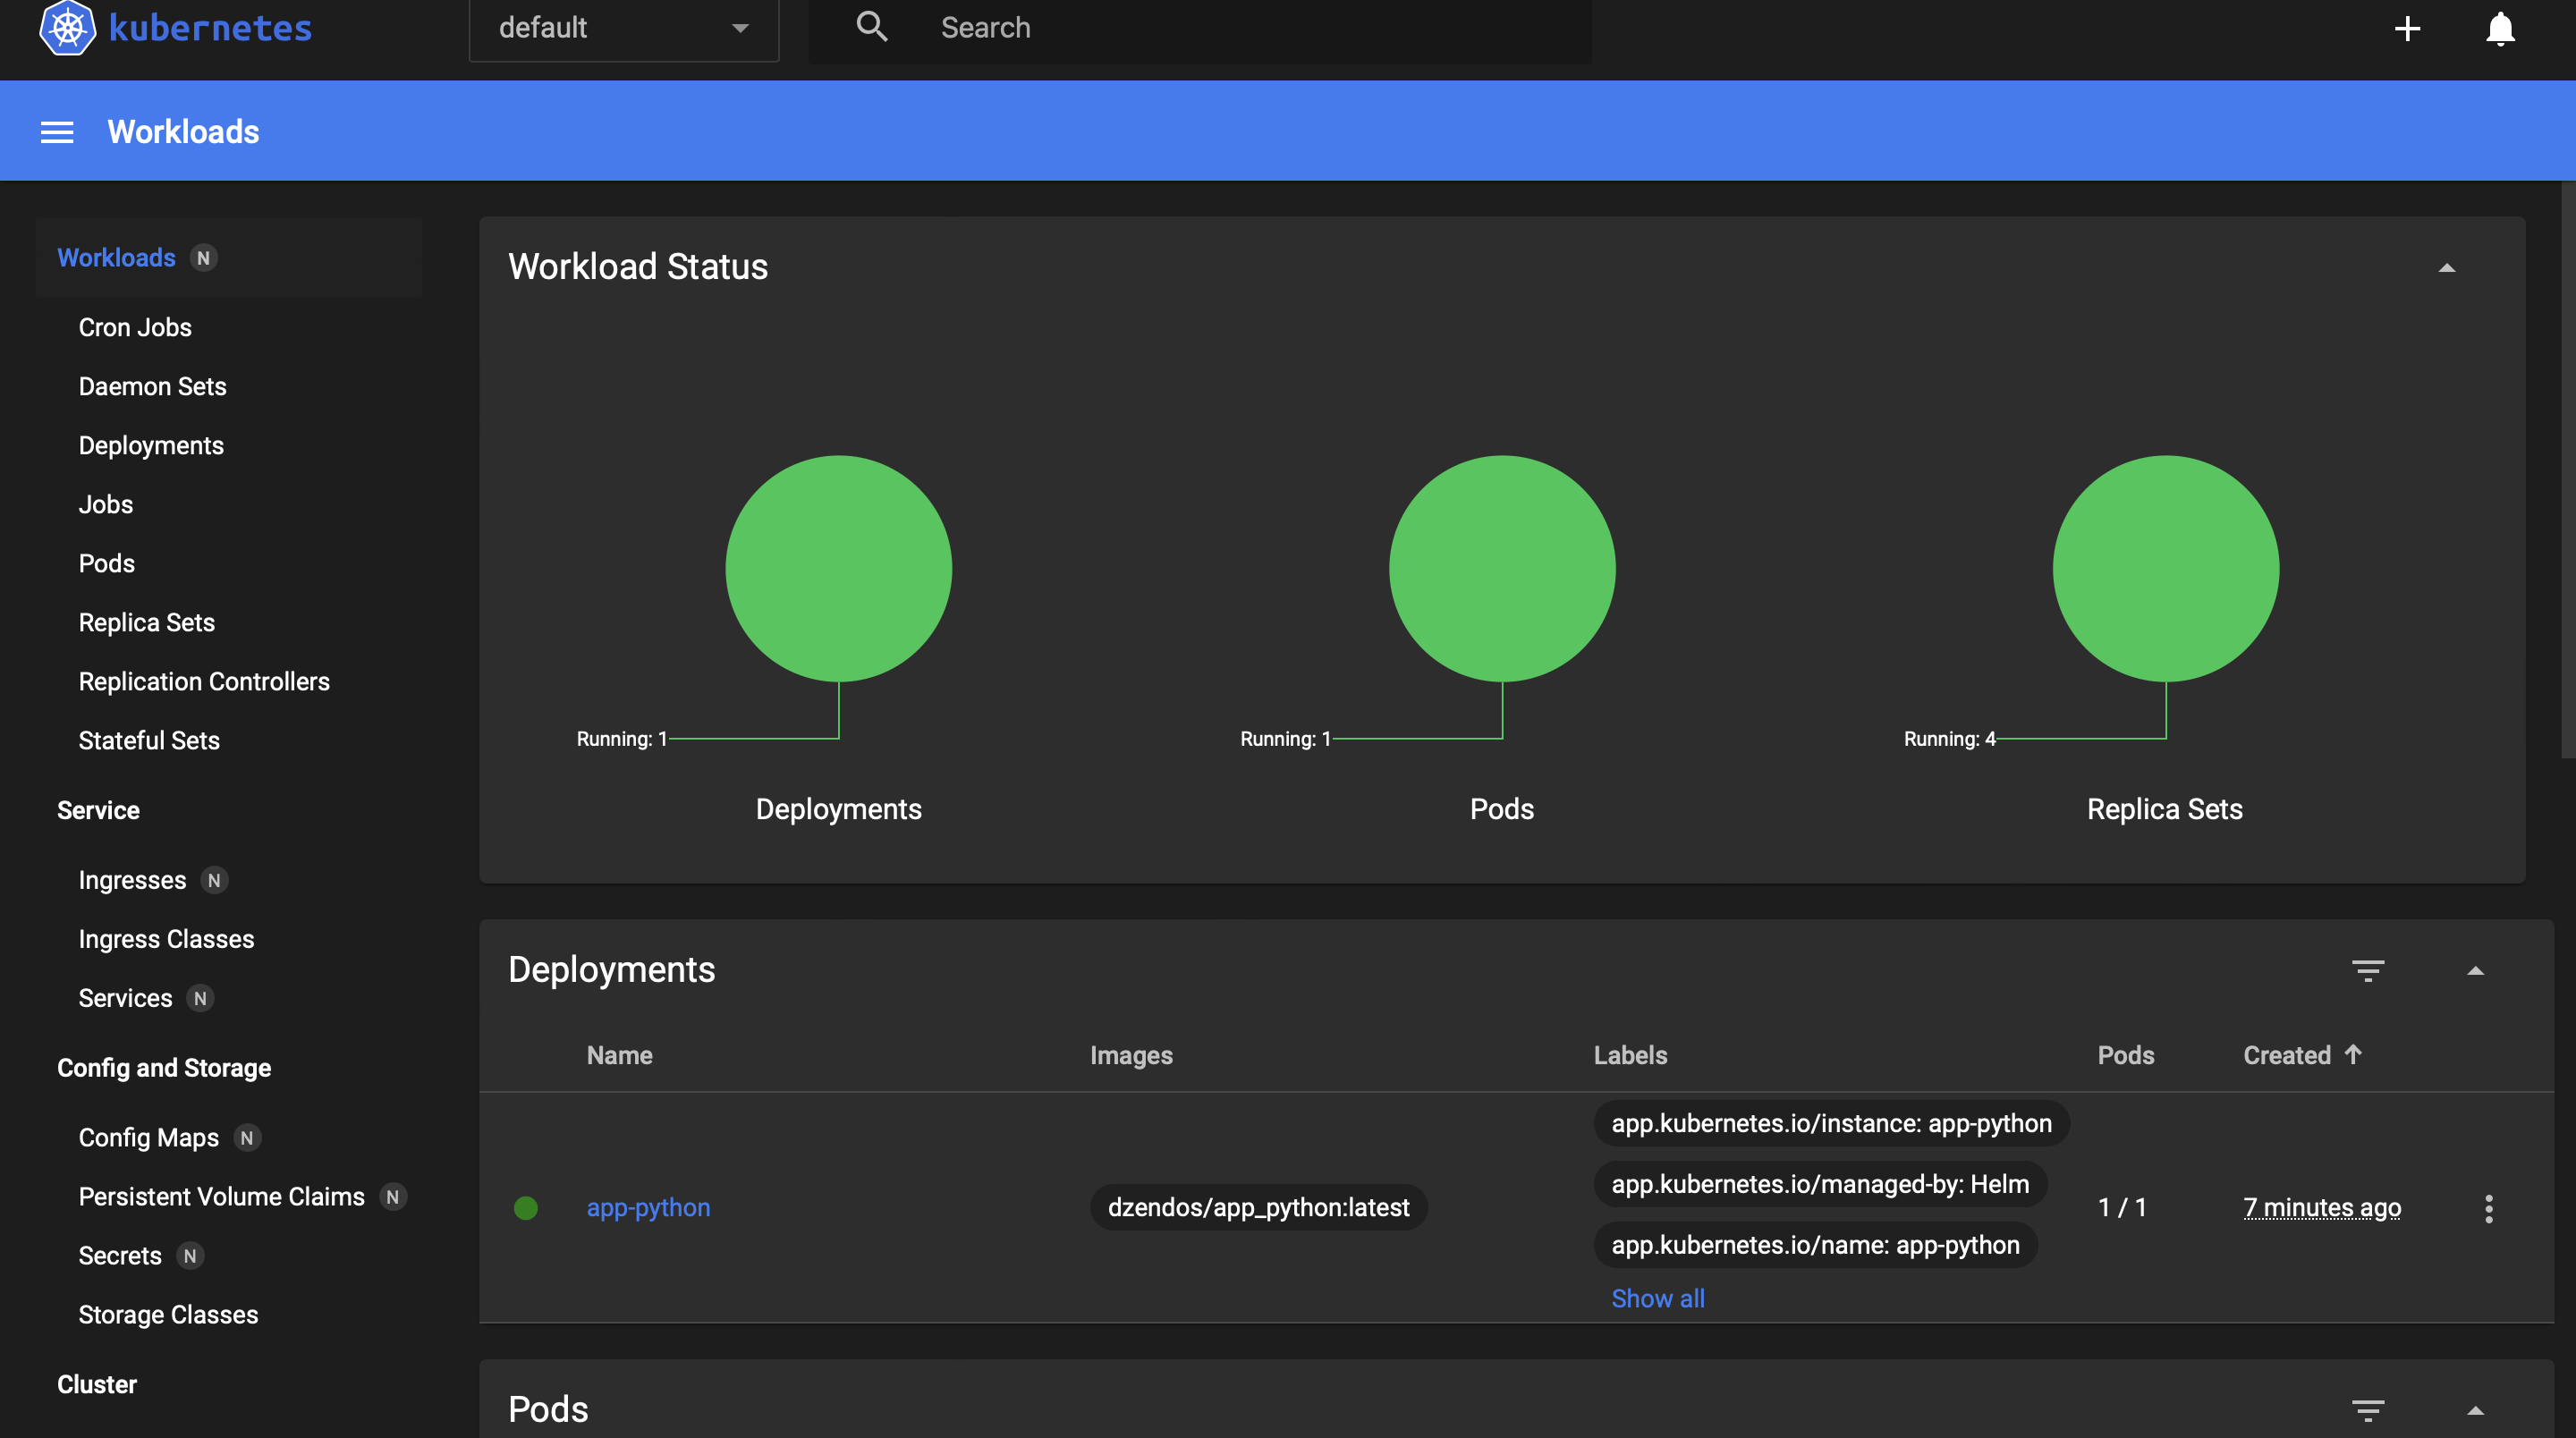 kubernetes
default
Search
Workloads
Workloads N
Cron Jobs
Daemon Sets
Deployments
Jobs
Pods
Replica Sets
Replication Controllers
Stateful Sets
Service
Ingresses N
Ingress Classes
Services N
Config and Storage
Config Maps N
Persistent Volume Claims N
Secrets N
Storage Classes
Cluster
Workload Status
Running: 1
Deployments
Running: 1
Pods
Running: 4
Replica Sets
Deployments
Name Images Labels Pods Created
app-python
dzendos/app_python:latest
app.kubernetes.io/instance: app-python
app.kubernetes.io/managed-by: Helm
app.kubernetes.io/name: app-python
Show all
1 / 1
7 minutes ago
Pods